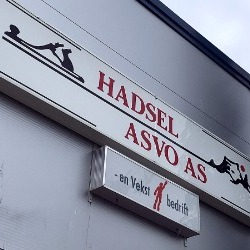 HADSEL
ASVO AS
- en Vekst bedrift